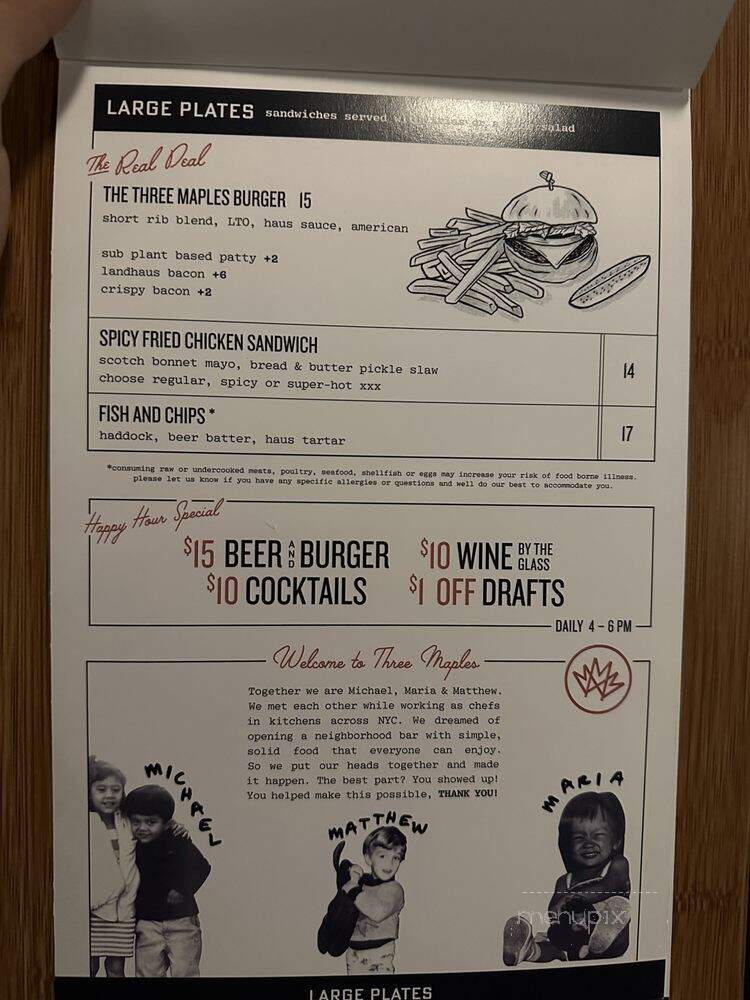 LARGE PLATES sandwiches served salad
The Real Deal
THE THREE MAPLES BURGER 15
short rib blend, LTO, haus sauce, american
sub plant based patty +2
landhaus bacon +6
crispy bacon +2
SPICY FRIED CHICKEN SANDWICH
scotch bonnet mayo, bread & butter pickle slaw
choose regular, spicy or super-hot xxx
14
FISH AND CHIPS *
haddock, beer batter, haus tartar
17
*consuming raw or undercooked meats, poultry, seafood, shellfish or eggs may increase your risk of food borne illness.
please let us know if you have any specific allergies or questions and well do our best to accommodate you.
Happy Hour Special
$15 BEER AND BURGER $10 WINE BY THE GLASS
$10 COCKTAILS $1 OFF DRAFTS
DAILY 4 – 6 PM
Welcome to Three Maples
Together we are Michael, Maria & Matthew.
We met each other while working as chefs
in kitchens across NYC. We dreamed of
opening a neighborhood bar with simple,
solid food that everyone can enjoy.
So we put our heads together and made
it happen. The best part? You showed up!
You helped make this possible, THANK YOU!
MICHAEL
MATTHEW
MARIA
menupix
LARGE PLATES